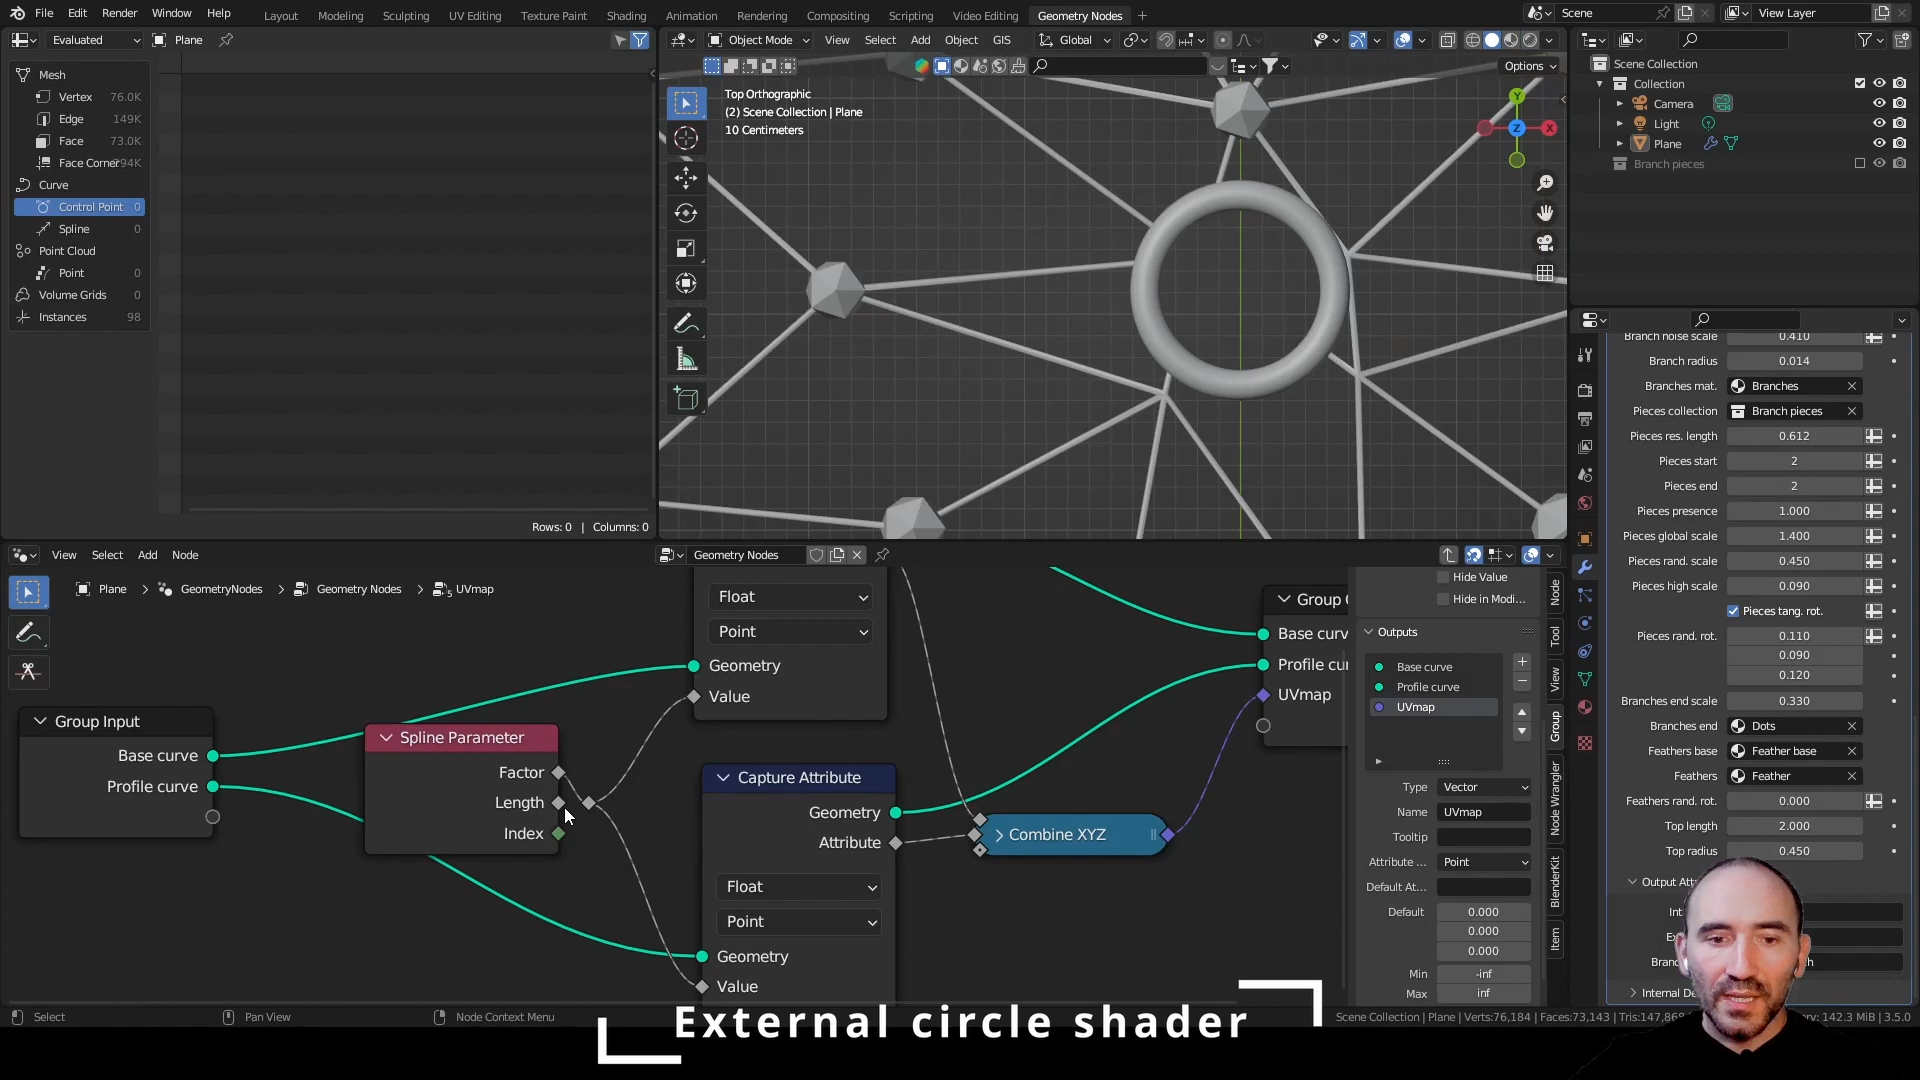 File Edit Render Window Help Layout Modeling Sculpting UV Editing Texture Paint Shading Animation Rendering Compositing Scripting Video Editing Geometry Nodes Scene View Layer
Evaluated Plane
Object Mode View Select Add Object GIS Global
Options
Mesh
Vertex 76.0K
Edge 149K
Face 73.0K
Face Corner 94K
Curve
Control Point 0
Spline 0
Point Cloud
Point 0
Volume Grids 0
Instances 98
Rows: 0 | Columns: 0
Top Orthographic
(2) Scene Collection | Plane
10 Centimeters
Y
Z
X
Scene Collection
Collection
Camera
Light
Plane
Branch pieces
Branch noise scale 0.410
Branch radius 0.014
Branches mat. Branches
Pieces collection Branch pieces
Pieces res. length 0.612
Pieces start 2
Pieces end 2
Pieces presence 1.000
Pieces global scale 1.400
Pieces rand. scale 0.450
Pieces high scale 0.090
Pieces tang. rot.
Pieces rand. rot. 0.110
0.090
0.120
Branches end scale 0.330
Branches end Dots
Feathers base Feather base
Feathers Feather
Feathers rand. rot. 0.000
Top length 2.000
Top radius 0.450
Output Att
Int
Ex
Branc
Internal De
View Select Add Node Geometry Nodes
Plane GeometryNodes Geometry Nodes UVmap
5
Group Input
Base curve
Profile curve
Spline Parameter
Factor
Length
Index
Float
Point
Geometry
Value
Capture Attribute
Geometry
Attribute
Float
Point
Geometry
Value
Combine XYZ
Group
Base curv
Profile cur
UVmap
Hide Value
Hide in Modi...
Outputs
Base curve
Profile curve
UVmap
Type Vector
Name UVmap
Tooltip
Attribute ... Point
Default At...
Default 0.000
0.000
0.000
Min -inf
Max inf
Node
Tool
View
Group
Node Wrangler
BlenderKit
Item
External circle shader
Select Pan View Node Context Menu
Scene Collection | Plane | Verts:76,184 | Faces:73,143 | Tris:147,86
142.3 MiB | 3.5.0